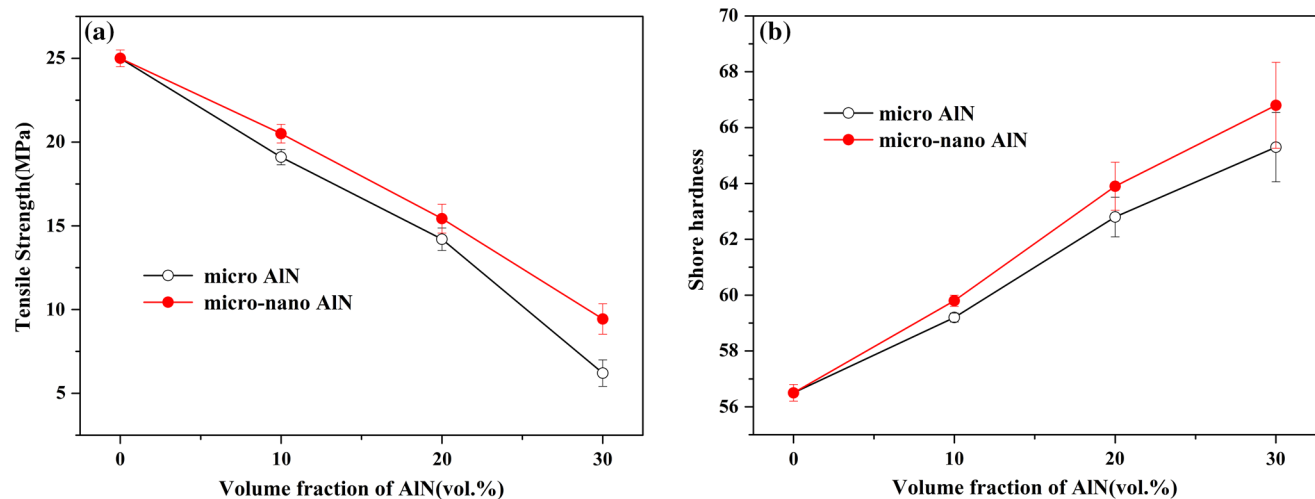 (a)
Tensile Strength(MPa)
25
20
15
10
5
micro AlN
micro-nano AlN
0 10 20 30
Volume fraction of AlN(vol.%)
(b)
Shore hardness
70
68
66
64
62
60
58
56
micro AlN
micro-nano AlN
0 10 20 30
Volume fraction of AlN(vol.%)